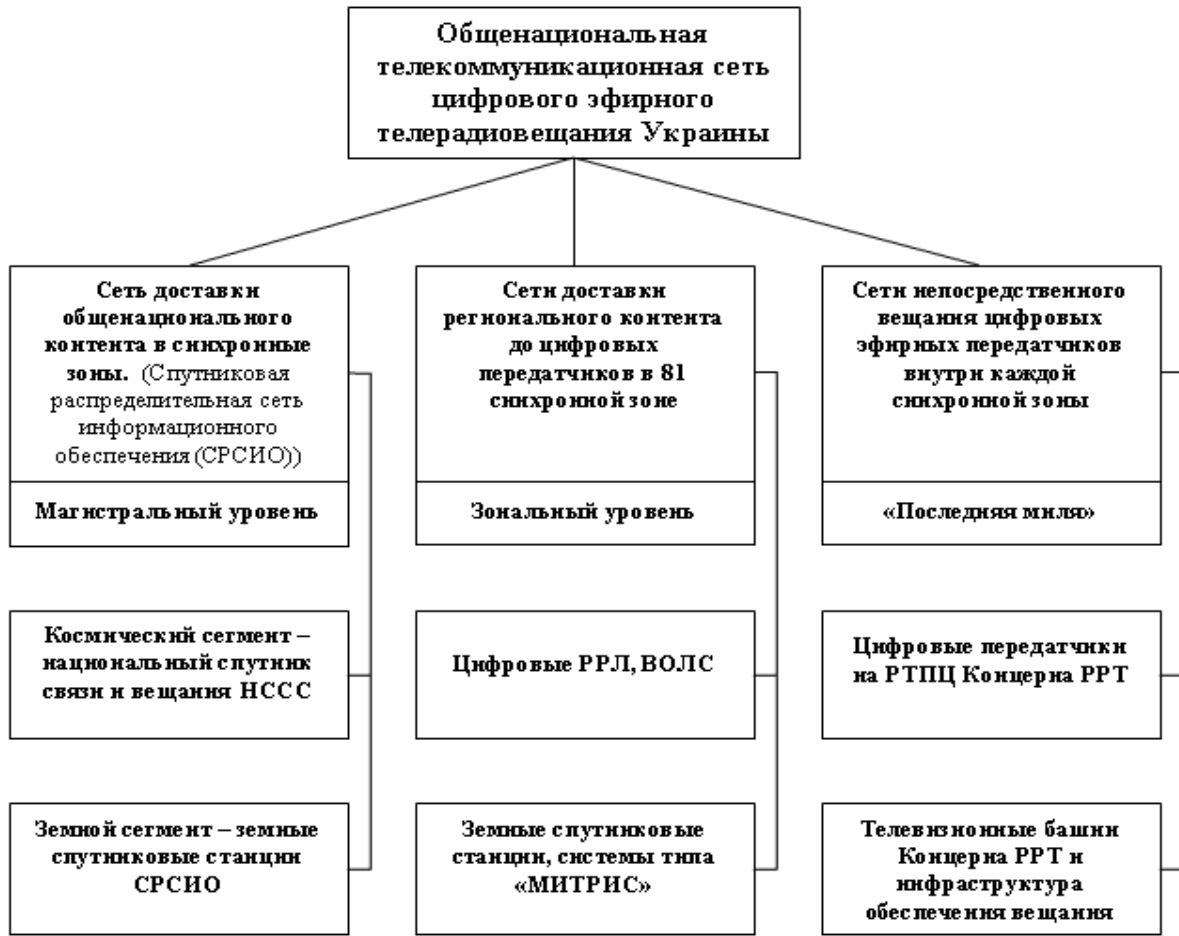 Общенациональная
телекоммуникационная сеть
цифрового эфирного
телерадиовещания Украины
Сеть доставки
общенационального
контента в синхронные
зоны. (Спутниковая
распределительная сеть
информационного
обеспечения (СРСИО))
Магистральный уровень
Сети доставки
регионального контента
до цифровых
передатчиков в 81
синхронной зоне
Зональный уровень
Сети непосредственного
вещания цифровых
эфирных передатчиков
внутри каждой
синхронной зоны
«Последняя миля»
Космический сегмент –
национальный спутник
связи и вещания НССС
Цифровые РРЛ, ВОЛС
Цифровые передатчики
на РТПЦ Концерна РРТ
Земной сегмент – земные
спутниковые станции
СРСИО
Земные спутниковые
станции, системы типа
«МИТРИС»
Телевизионные башни
Концерна РРТ и
инфраструктура
обеспечения вещания